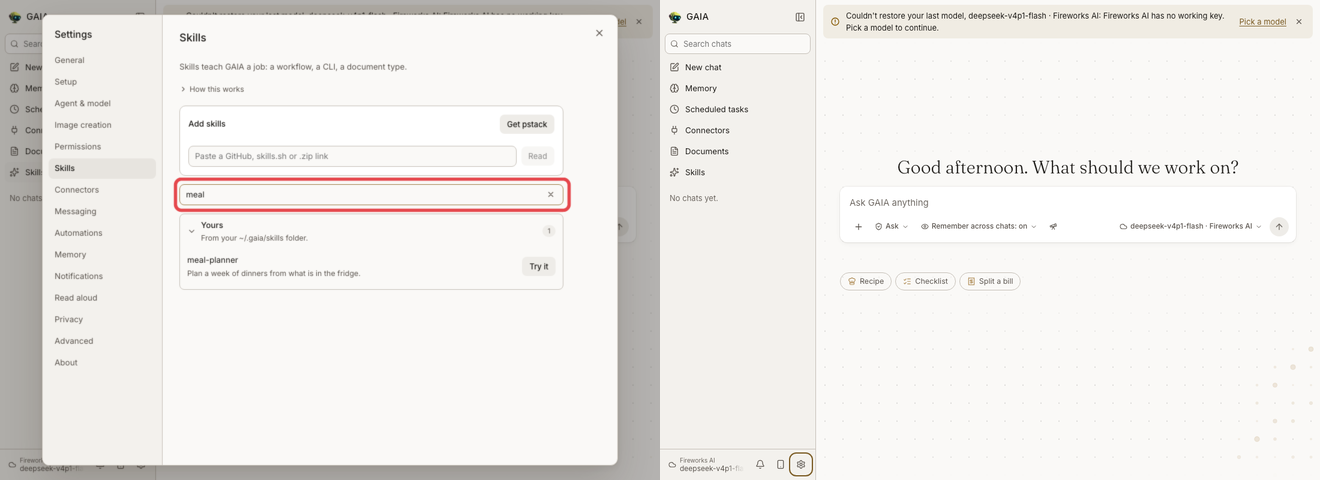 GAIA
Settings
General
Setup
Agent & model
Image creation
Permissions
Skills
Connectors
Messaging
Automations
Memory
Notifications
Read aloud
Privacy
Advanced
About
Skills
Skills teach GAIA a job: a workflow, a CLI, a document type.
How this works
Add skills
Get pstack
Paste a GitHub, skills.sh or .zip link
Read
meal
Yours
1
From your ~/.gaia/skills folder.
meal-planner
Plan a week of dinners from what is in the fridge.
Try it
No chats
GAIA
Search chats
New chat
Memory
Scheduled tasks
Connectors
Documents
Skills
No chats yet.
Fireworks AI
Couldn't restore your last model, deepseek-v4p1-flash · Fireworks AI: Fireworks AI has no working key.
Pick a model to continue.
Pick a model
Good afternoon. What should we work on?
Ask GAIA anything
Ask
Remember across chats: on
deepseek-v4p1-flash · Fireworks AI
Recipe
Checklist
Split a bill